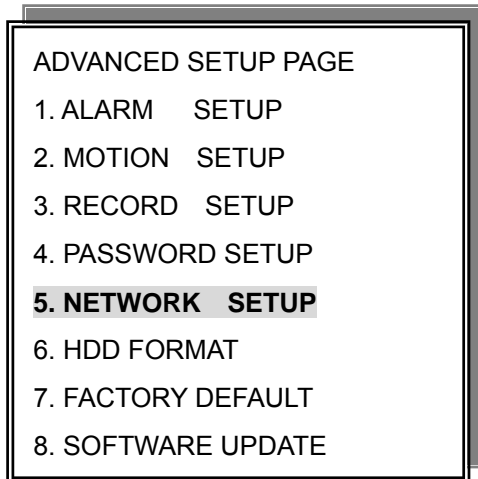 ADVANCED SETUP PAGE
1. ALARM SETUP
2. MOTION SETUP
3. RECORD SETUP
4. PASSWORD SETUP
5. NETWORK SETUP
6. HDD FORMAT
7. FACTORY DEFAULT
8. SOFTWARE UPDATE